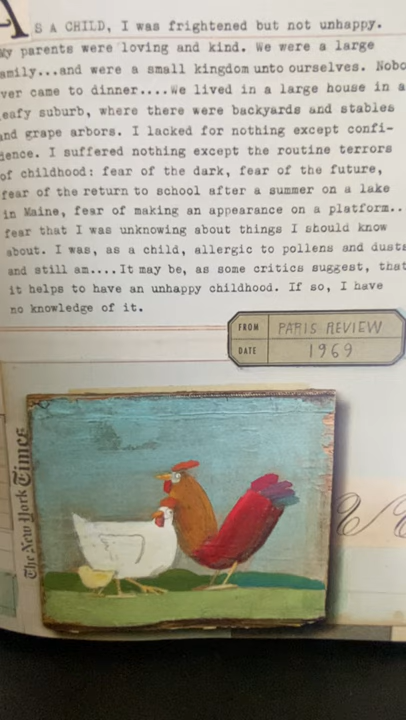 AS A CHILD, I was frightened but not unhappy.
My parents were loving and kind. We were a large
amily...and were a small kingdom unto ourselves. Nobo
ver came to dinner....We lived in a large house in a
eafy suburb, where there were backyards and stables
and grape arbors. I lacked for nothing except confi-
dence. I suffered nothing except the routine terrors
of childhood: fear of the dark, fear of the future,
fear of the return to school after a summer on a lake
in Maine, fear of making an appearance on a platform..
fear that I was unknowing about things I should know
about. I was, as a child, allergic to pollens and dusts
and still am....It may be, as some critics suggest, that
it helps to have an unhappy childhood. If so, I have
no knowledge of it.
FROM PARIS REVIEW
DATE 1969
The New York Times